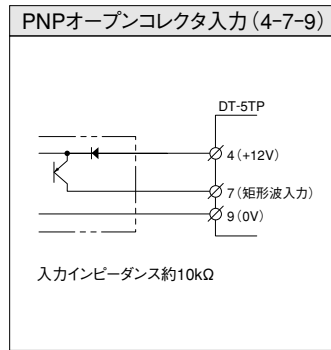 PNPオープンコレクタ入力(4-7-9)
DT-5TP
4(+12V)
7(矩形波入力)
9(0V)
入力インピーダンス約10kΩ